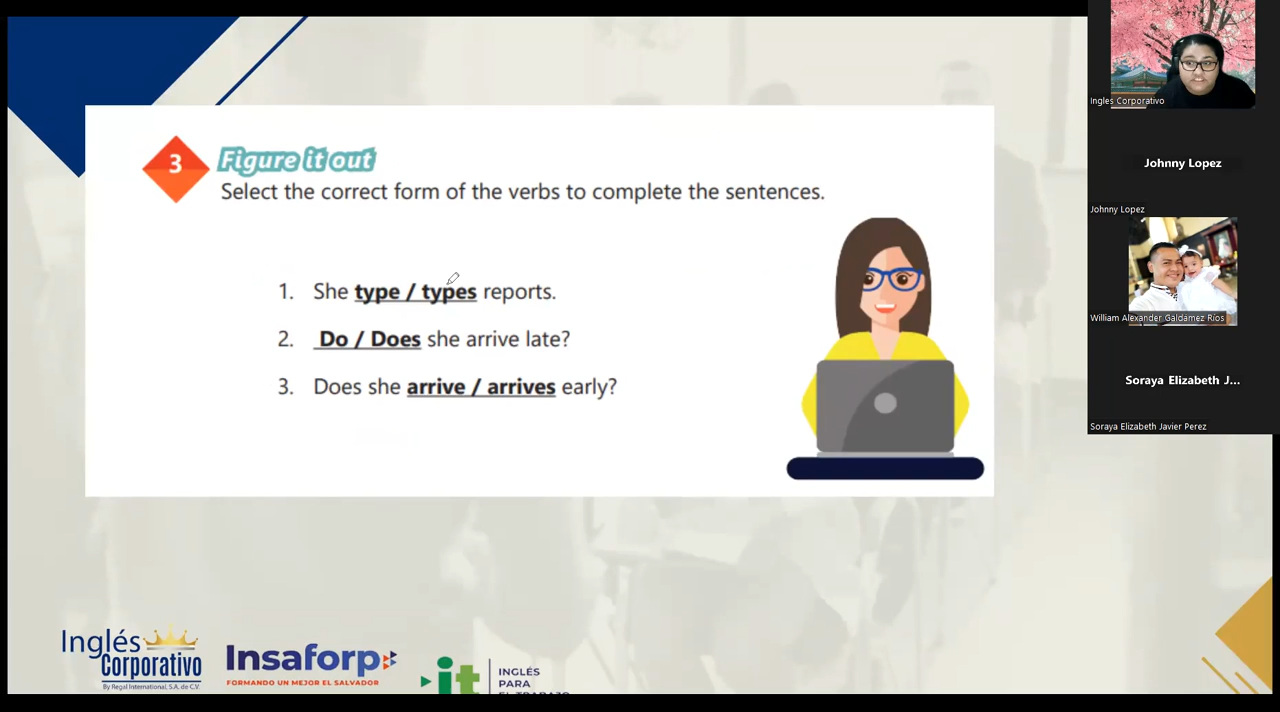 3
Figure it out
Select the correct form of the verbs to complete the sentences.
1. She type / types reports.
2. Do / Does she arrive late?
3. Does she arrive / arrives early?
Inglés
Corporativo
By Regal International, S.A. de C.V.
Insaforp
FORMANDO UN MEJOR EL SALVADOR
it
INGLÉS
PARA
EL TRABAJO
Ingles Corporativo
Johnny Lopez
Johnny Lopez
William Alexander Galdamez Rios
Soraya Elizabeth J...
Soraya Elizabeth Javier Perez